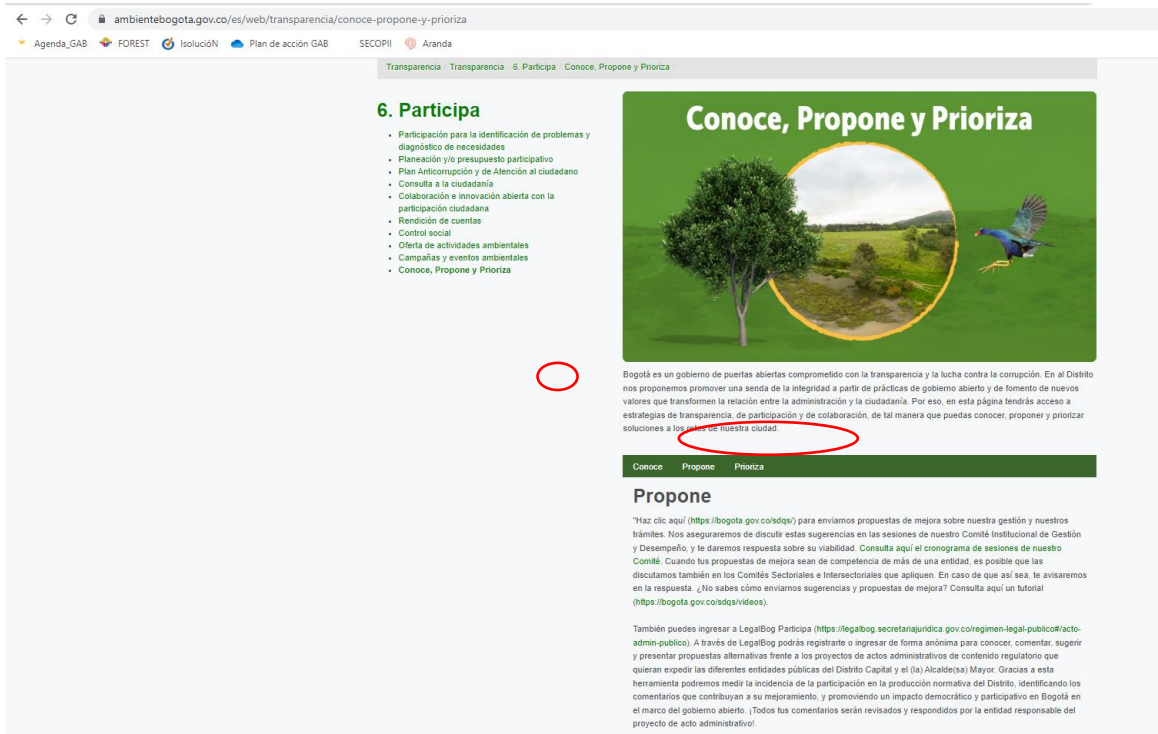 ambientebogota.gov.co/es/web/transparencia/conoce-propone-y-prioriza
Agenda_GAB FOREST IsolucióN Plan de acción GAB SECOPII Aranda
Transparencia / Transparencia / 6. Participa / Conoce, Propone y Prioriza /
6. Participa
Participación para la identificación de problemas y
diagnóstico de necesidades
Planeación y/o presupuesto participativo
Plan Anticorrupción y de Atención al ciudadano
Consulta a la ciudadanía
Colaboración e innovación abierta con la
participación ciudadana
Rendición de cuentas
Control social
Oferta de actividades ambientales
Campañas y eventos ambientales
Conoce, Propone y Prioriza
Conoce, Propone y Prioriza
Bogotá es un gobierno de puertas abiertas comprometido con la transparencia y la lucha contra la corrupción. En al Distrito
nos proponemos promover una senda de la integridad a partir de prácticas de gobierno abierto y de fomento de nuevos
valores que transformen la relación entre la administración y la ciudadanía. Por eso, en esta página tendrás acceso a
estrategias de transparencia, de participación y de colaboración, de tal manera que puedas conocer, proponer y priorizar
soluciones a los retos de nuestra ciudad.
Conoce Propone Prioriza
Propone
"Haz clic aquí (https://bogota.gov.co/sdqs/) para enviarnos propuestas de mejora sobre nuestra gestión y nuestros
trámites. Nos aseguraremos de discutir estas sugerencias en las sesiones de nuestro Comité Institucional de Gestión
y Desempeño, y te daremos respuesta sobre su viabilidad. Consulta aquí el cronograma de sesiones de nuestro
Comité. Cuando tus propuestas de mejora sean de competencia de más de una entidad, es posible que las
discutamos también en los Comités Sectoriales e Intersectoriales que apliquen. En caso de que así sea, te avisaremos
en la respuesta. ¿No sabes cómo enviarnos sugerencias y propuestas de mejora? Consulta aquí un tutorial
(https://bogota.gov.co/sdqs/videos).
También puedes ingresar a LegalBog Participa (https://legalbog.secretariajuridica.gov.co/regimen-legal-publico#/acto-
admin-publico). A través de LegalBog podrás registrarte o ingresar de forma anónima para conocer, comentar, sugerir
y presentar propuestas alternativas frente a los proyectos de actos administrativos de contenido regulatorio que
quieran expedir las diferentes entidades públicas del Distrito Capital y el (la) Alcalde(sa) Mayor. Gracias a esta
herramienta podremos medir la incidencia de la participación en la producción normativa del Distrito, identificando los
comentarios que contribuyan a su mejoramiento, y promoviendo un impacto democrático y participativo en Bogotá en
el marco del gobierno abierto. ¡Todos tus comentarios serán revisados y respondidos por la entidad responsable del
proyecto de acto administrativo!.